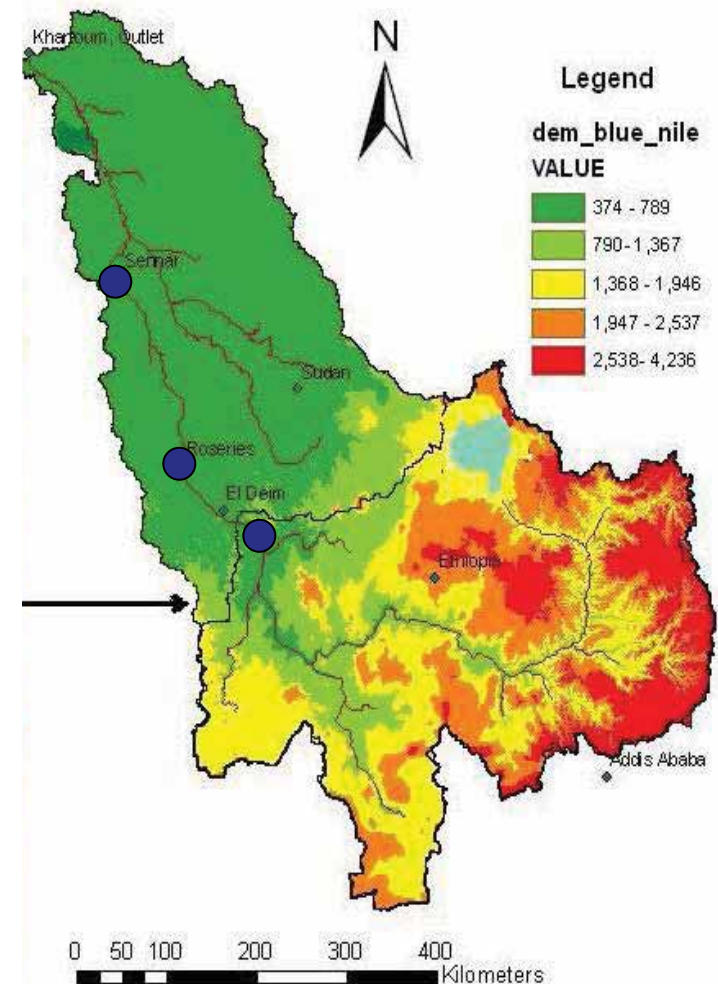 Khartoum, Outlet
N
Legend
dem_blue_nile
VALUE
374 - 789
790-1,367
1,368 - 1,946
1,947 - 2,537
2,538- 4,236
Sennar
Sudan
Roseries
El Deim
Ethiopia
Addis Ababa
0 50 100 200 300 400
Kilometers